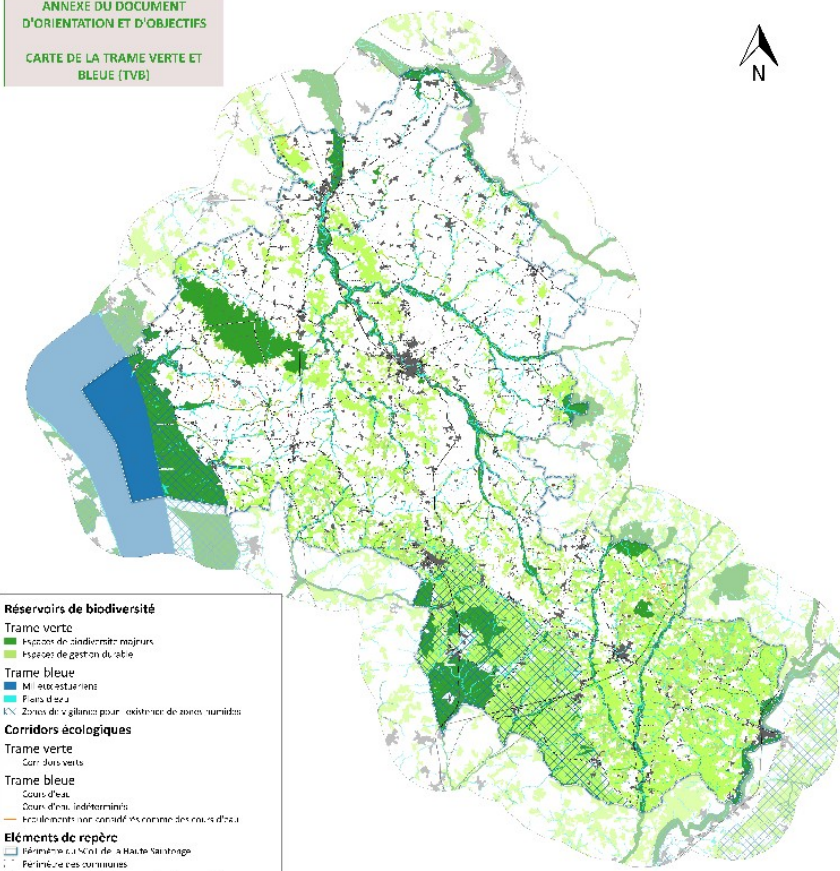 ANNEXE DU DOCUMENT
D'ORIENTATION ET D'OBJECTIFS
CARTE DE LA TRAME VERTE ET
BLEUE (TVB)
N
Réservoirs de biodiversité
Trame verte
Espaces de biodiversité majeurs
Espaces de gestion durable
Trame bleue
Milieux estuariens
Plans d'eau
Zones de vigilance pour existence de zones humides
Corridors écologiques
Trame verte
Corridors verts
Trame bleue
Cours d'eau
Cours d'eau indéterminés
Ecoulements non considérés comme des cours d'eau
Eléments de repère
Périmètre du SCoT de la Haute Saintonge
Périmètre des communes